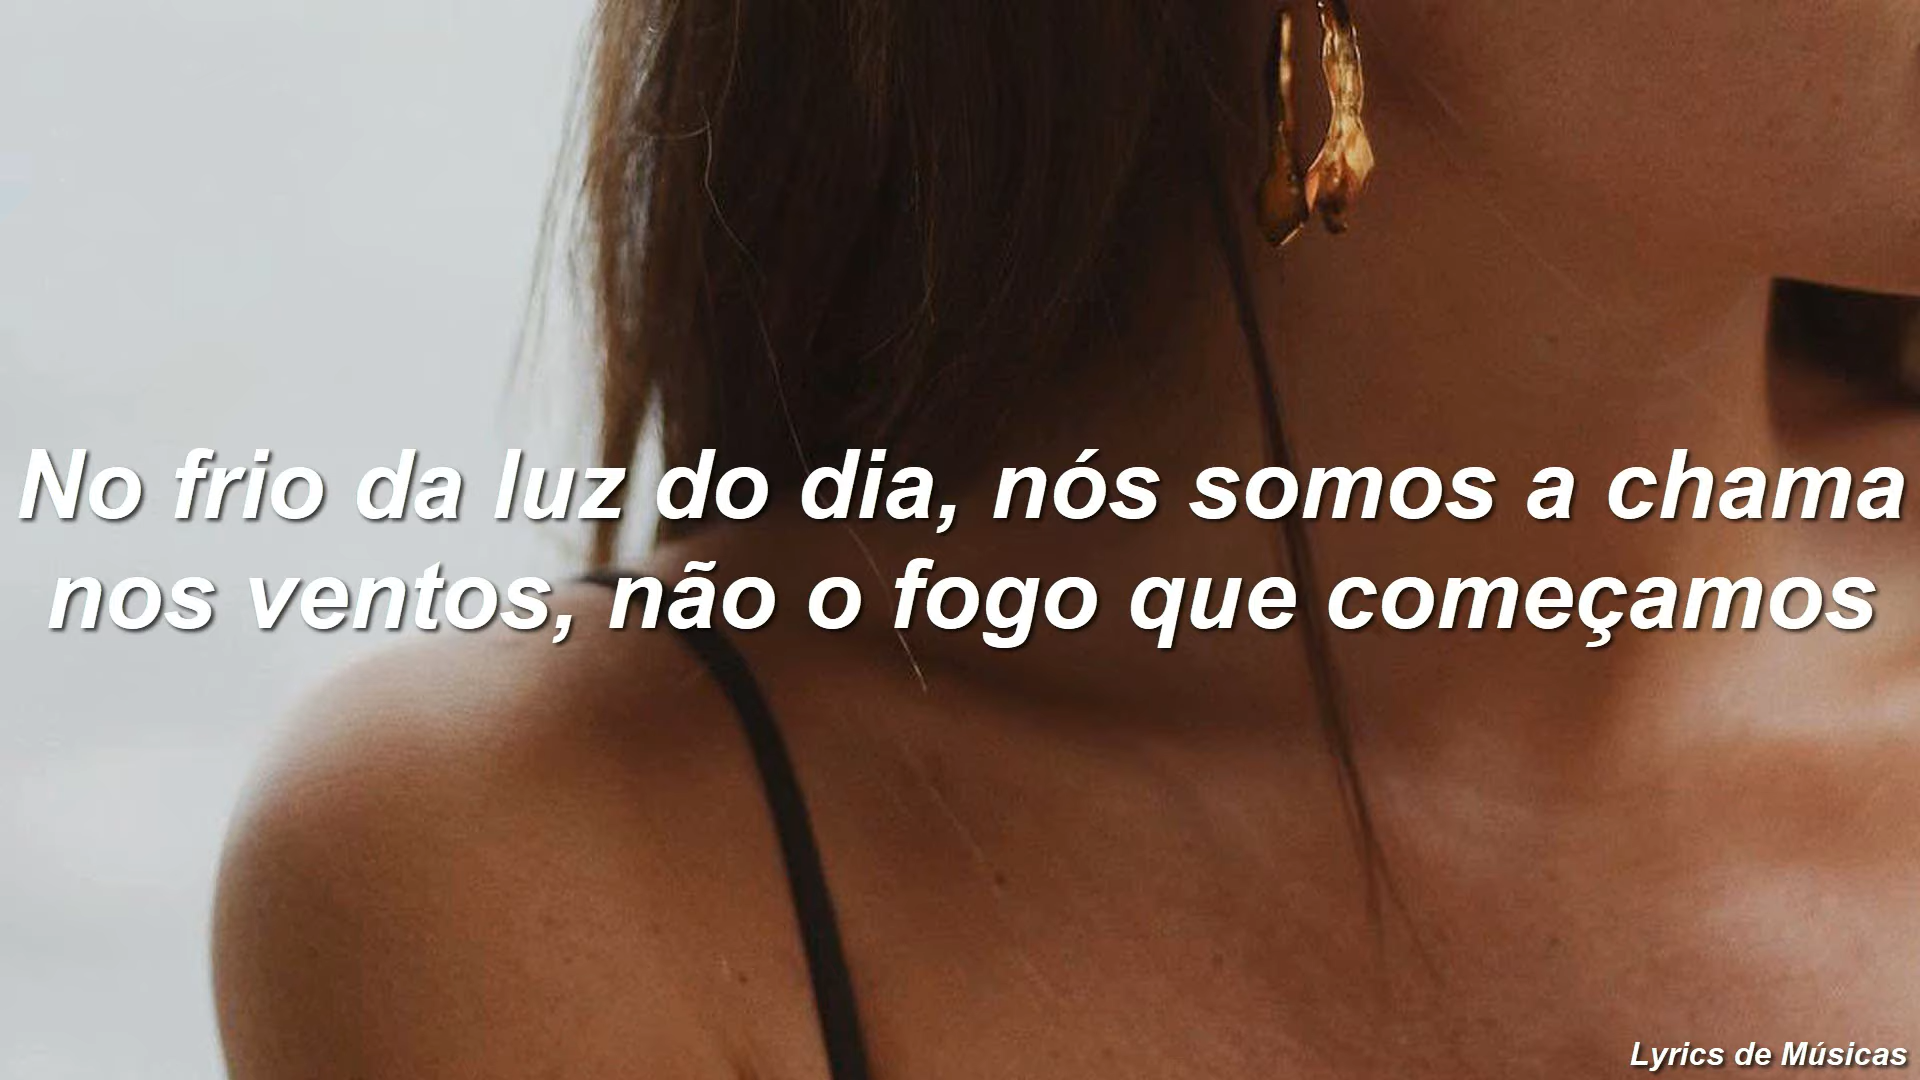 No frio da luz do dia, nós somos a chama
nos ventos, não o fogo que começamos
Lyrics de Músicas